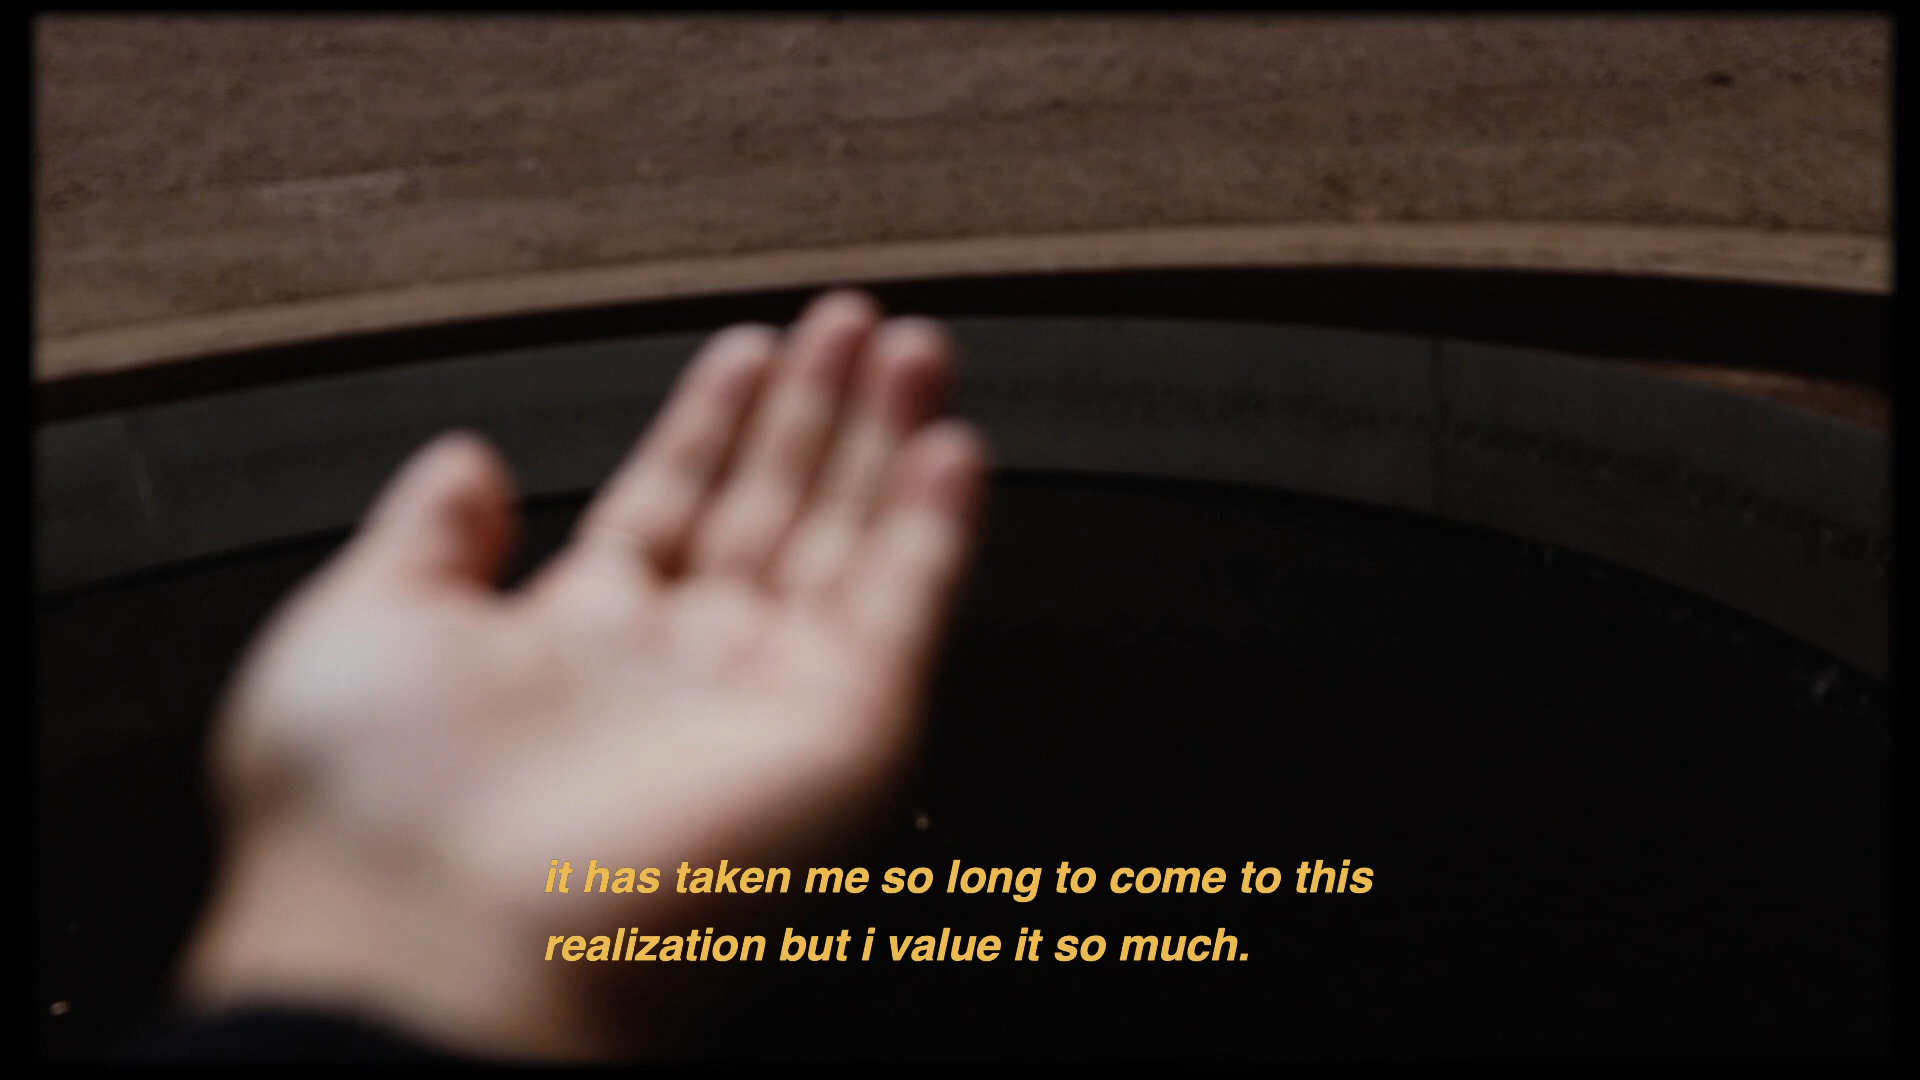 it has taken me so long to come to this
realization but i value it so much.